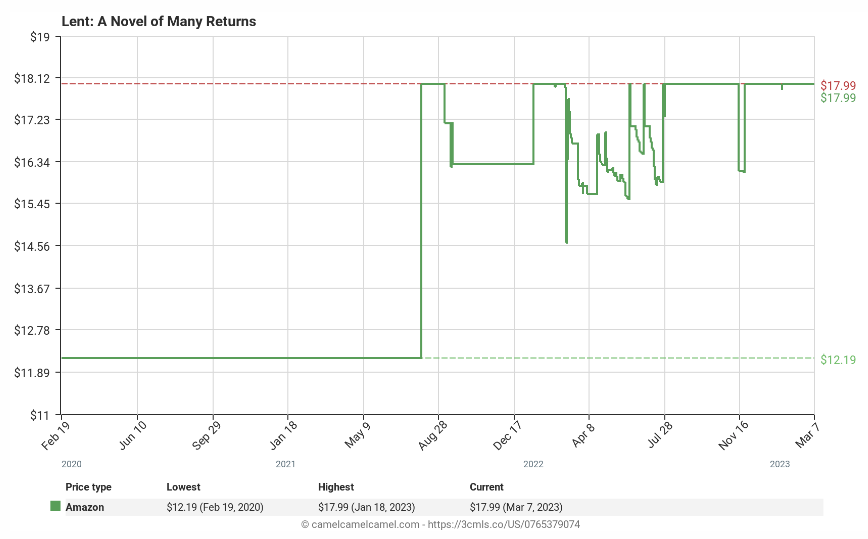 Lent: A Novel of Many Returns
$19
$18.12
$17.99
$17.99
$17.23
$16.34
$15.45
$14.56
$13.67
$12.78
$12.19
$11.89
$11
Feb 19 Jun 10 Sep 29 Jan 18 May 9 Aug 28 Dec 17 Apr 8 Jul 28 Nov 16 Mar 7
2020 2021 2022 2023
Price type Lowest Highest Current
Amazon $12.19 (Feb 19, 2020) $17.99 (Jan 18, 2023) $17.99 (Mar 7, 2023)
© camelcamelcamel.com - https://3cmls.co/US/0765379074